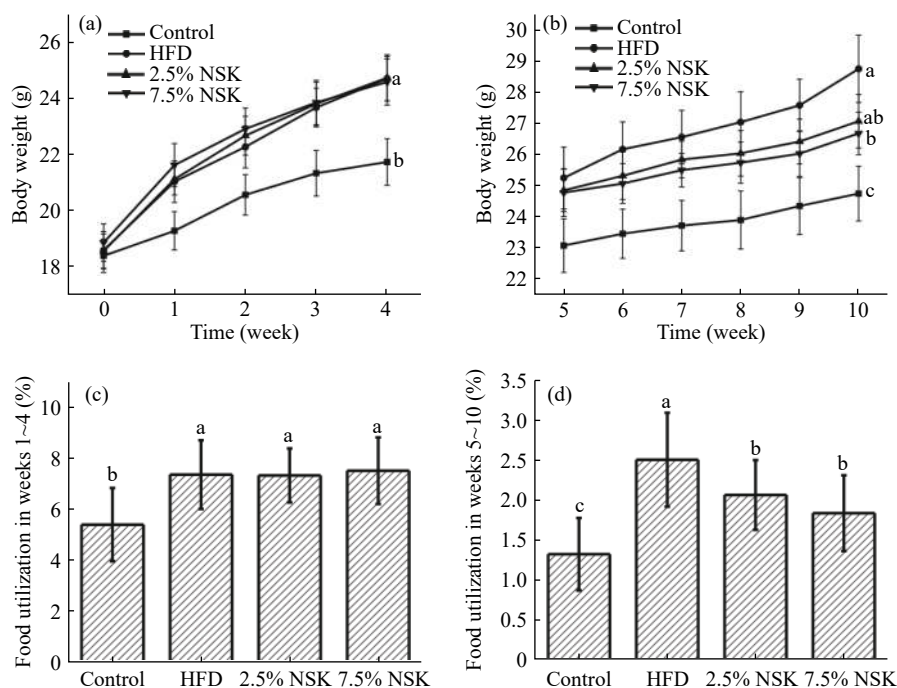 (a)
Control
HFD
2.5% NSK
7.5% NSK
Body weight (g)
26
24
22
20
18
a
b
0 1 2 3 4
Time (week)
(b)
Control
HFD
2.5% NSK
7.5% NSK
Body weight (g)
30
29
28
27
26
25
24
23
22
a
ab
b
c
5 6 7 8 9 10
Time (week)
(c)
Food utilization in weeks 1~4 (%)
10
8
6
4
2
0
b
a
a
a
Control HFD 2.5% NSK 7.5% NSK
(d)
Food utilization in weeks 5~10 (%)
3.5
3.0
2.5
2.0
1.5
1.0
0.5
0.0
c
a
b
b
Control HFD 2.5% NSK 7.5% NSK